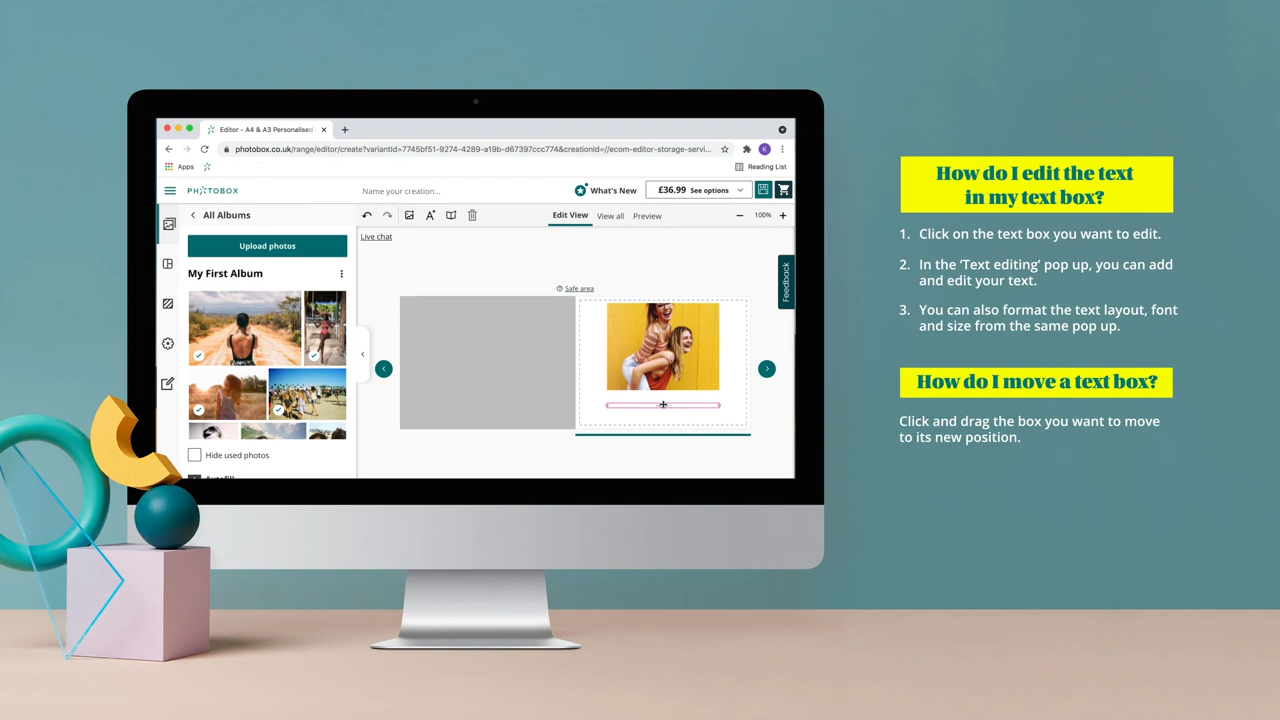 Editor - A4 & A3 Personalised
photobox.co.uk/range/editor/create?variantId=7745bf51-9274-4289-a19b-d67397ccc774&creationId=//ecom-editor-storage-servi...
K
Apps
Reading List
PHOTOBOX
Name your creation...
What's New
£36.99 See options
All Albums
Edit View
View all
Preview
100%
Upload photos
Live chat
My First Album
Safe area
Feedback
Hide used photos
Autofill
How do I edit the text
in my text box?
1. Click on the text box you want to edit.
2. In the ‘Text editing’ pop up, you can add
and edit your text.
3. You can also format the text layout, font
and size from the same pop up.
How do I move a text box?
Click and drag the box you want to move
to its new position.